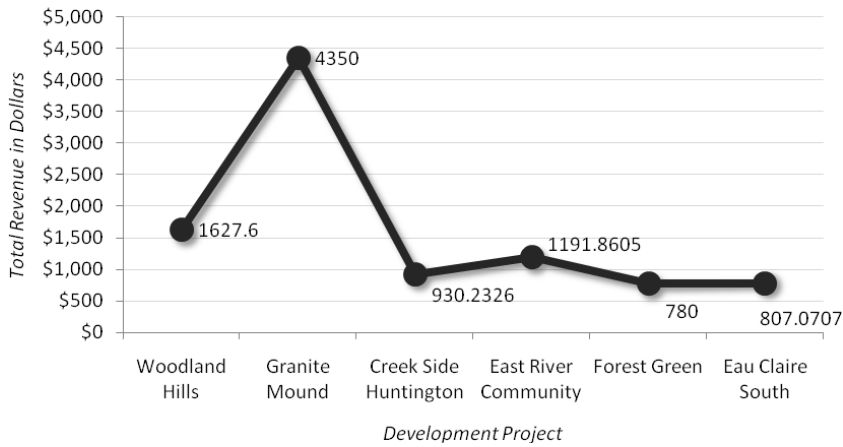 Total Revenue in Dollars
$5,000
$4,500
$4,000
$3,500
$3,000
$2,500
$2,000
$1,500
$1,000
$500
$0
1627.6
4350
930.2326
1191.8605
780
807.0707
Woodland
Hills
Granite
Mound
Creek Side
Huntington
East River
Community
Forest Green
Eau Claire
South
Development Project